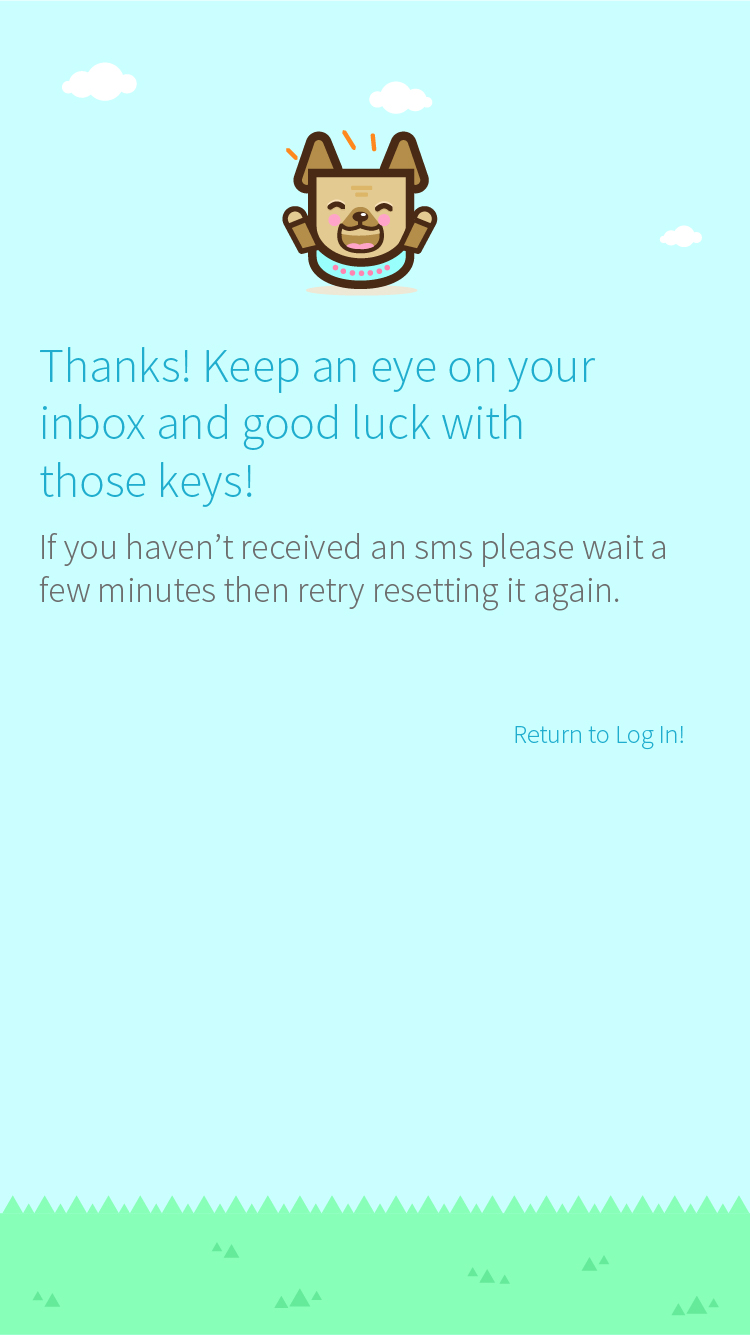 Thanks! Keep an eye on your
inbox and good luck with
those keys!
If you haven’t received an sms please wait a
few minutes then retry resetting it again.
Return to Log In!